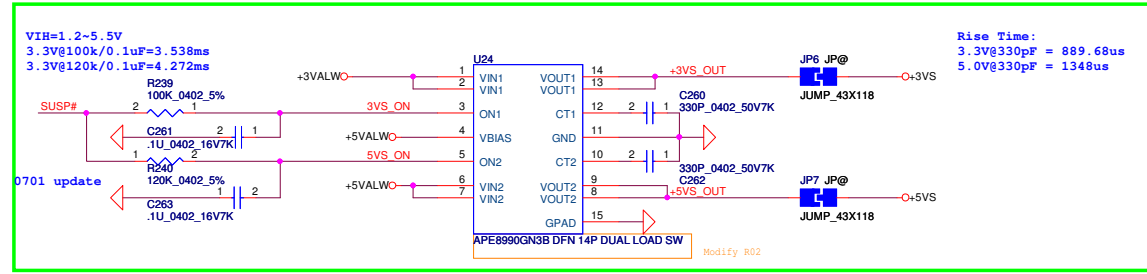 VIH=1.2~5.5V
3.3V@100k/0.1uF=3.538ms
3.3V@120k/0.1uF=4.272ms
Rise Time:
3.3V@330pF = 889.68us
5.0V@330pF = 1348us
U24
R239
100K_0402_5%
SUSP#
2
1
+3VALW
1
2
VIN1
VIN1
VOUT1
VOUT1
14
13
+3VS_OUT
JP6
JP@
JUMP_43X118
+3VS
3VS_ON
3
ON1
CT1
12
2
1
C260
330P_0402_50V7K
C261
2
1
.1U_0402_16V7K
+5VALW
4
VBIAS
GND
11
1
2
R240
120K_0402_5%
5VS_ON
5
ON2
CT2
10
2
1
330P_0402_50V7K
C262
0701 update
1
2
C263
.1U_0402_16V7K
+5VALW
6
7
VIN2
VIN2
VOUT2
VOUT2
9
8
+5VS_OUT
JP7
JP@
JUMP_43X118
+5VS
GPAD
15
APE8990GN3B DFN 14P DUAL LOAD SW
Modify R02